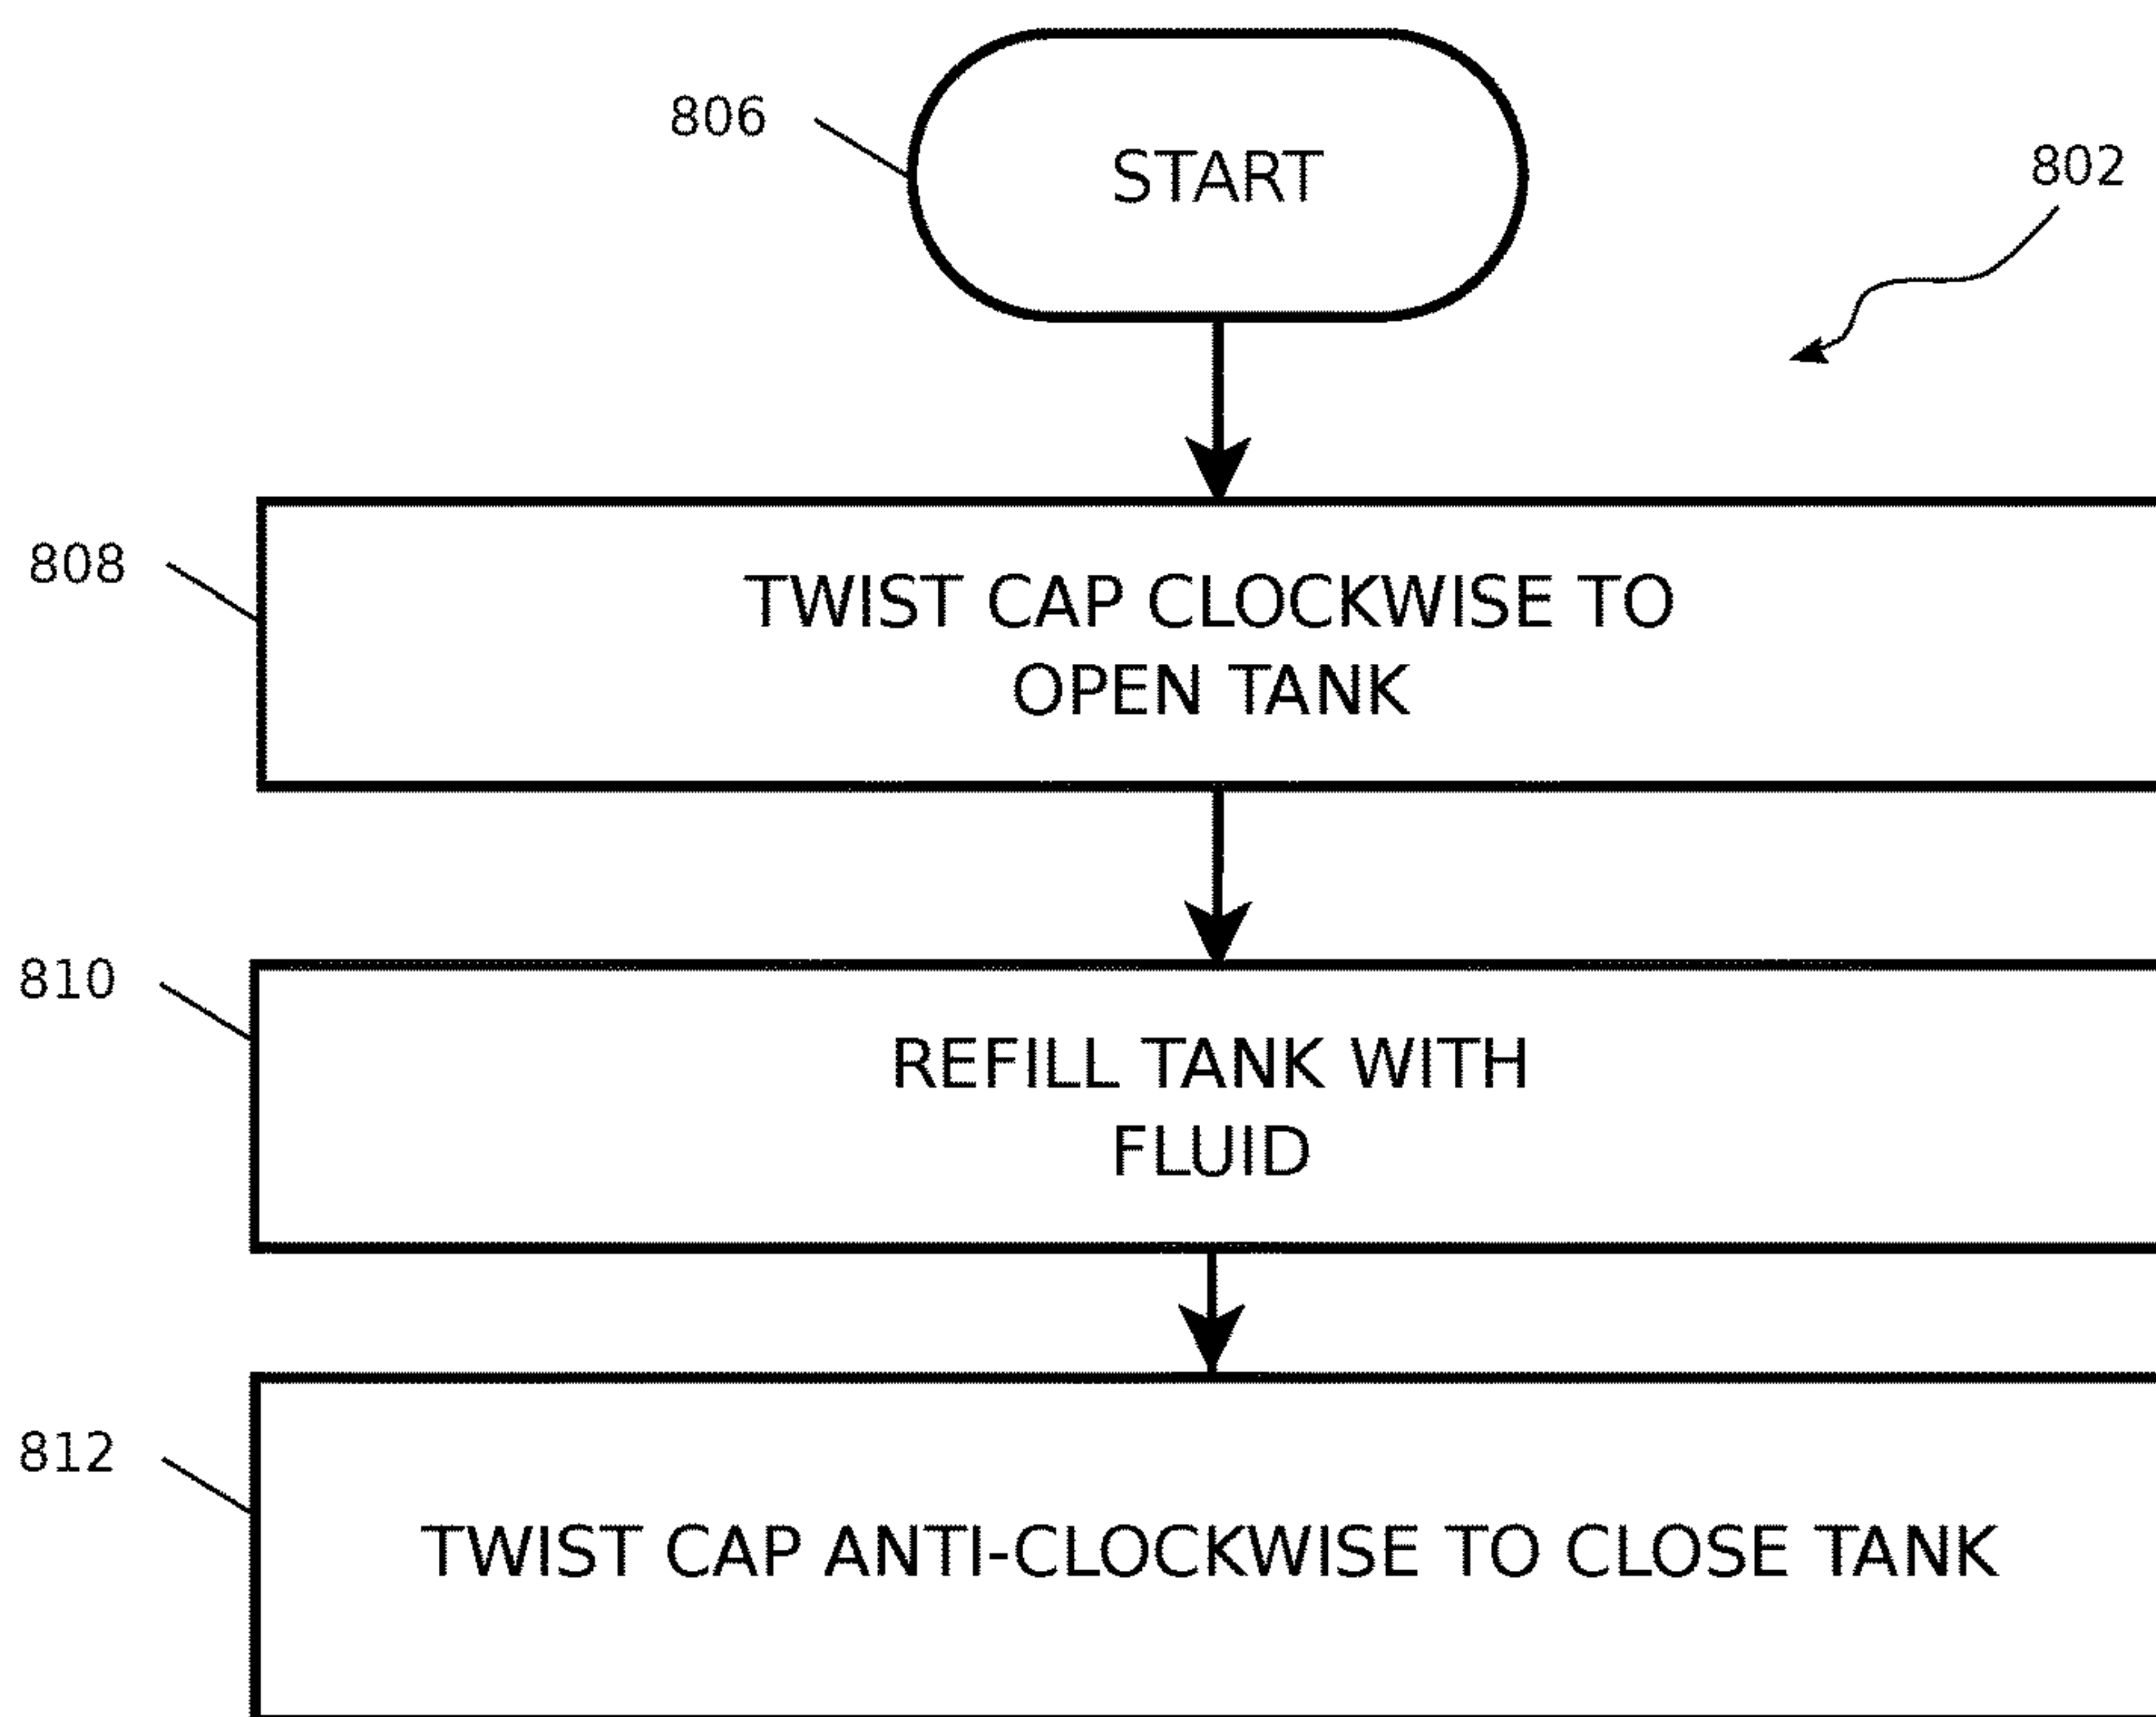 806
START
802
808
TWIST CAP CLOCKWISE TO
OPEN TANK
810
REFILL TANK WITH
FLUID
812
TWIST CAP ANTI-CLOCKWISE TO CLOSE TANK